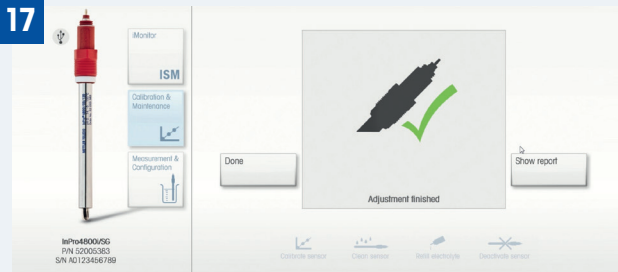 17
iMonitor
ISM
Calibration &
Maintenance
Measurement &
Configuration
InPro4800i/SG
P/N 52005383
S/N A0123456789
Done
Show report
Adjustment finished
Calibrate sensor
Clean sensor
Refill electrolyte
Deactivate sensor